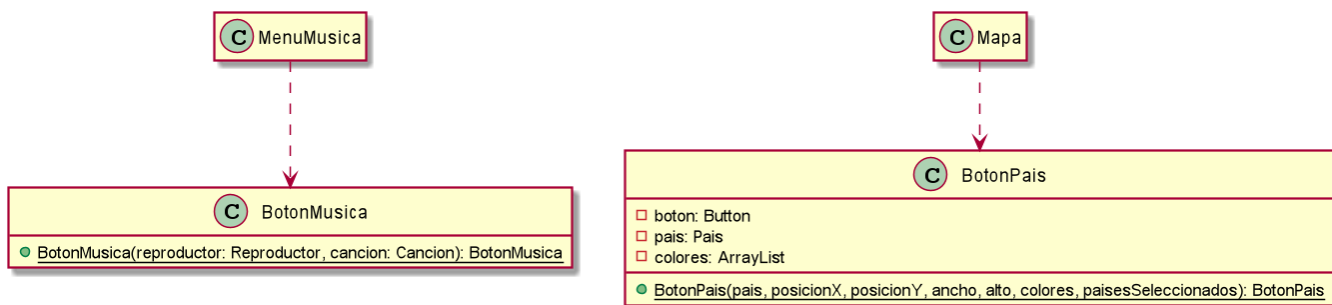 C MenuMusica
C BotonMusica
BotonMusica(reproductor: Reproductor, cancion: Cancion): BotonMusica
C Mapa
C BotonPais
boton: Button
pais: Pais
colores: ArrayList
BotonPais(pais, posicionX, posicionY, ancho, alto, colores, paisesSeleccionados): BotonPais